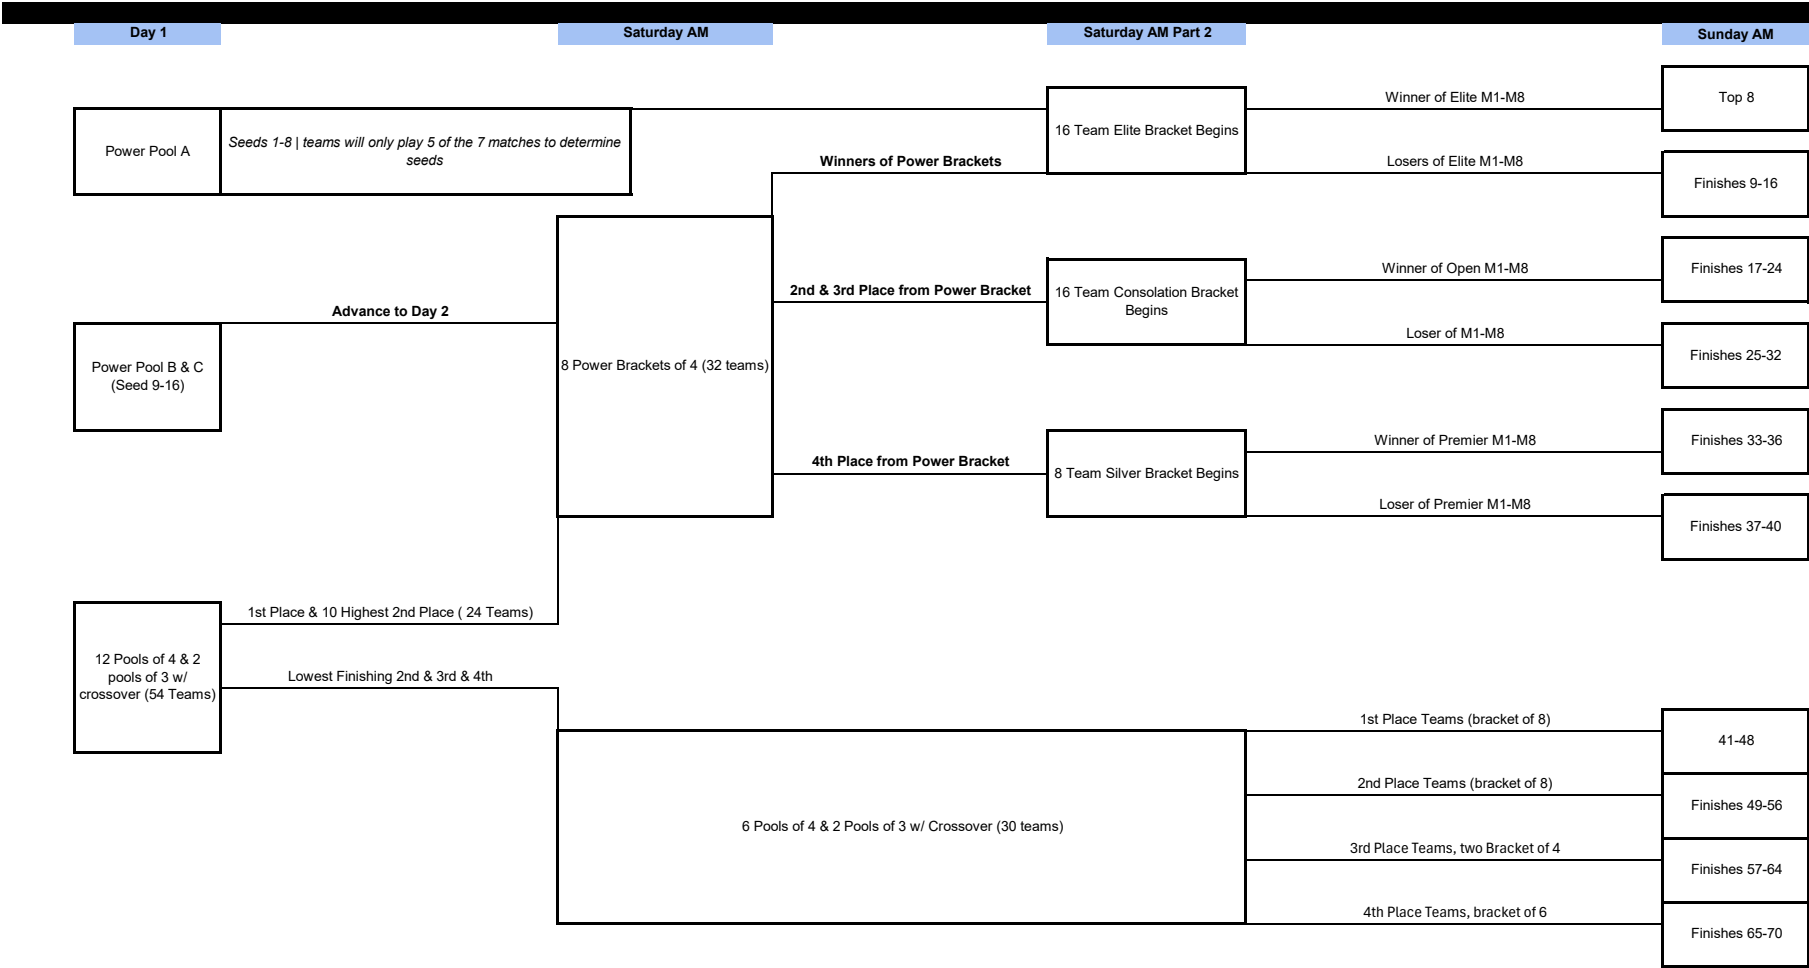 Day 1
Saturday AM
Saturday AM Part 2
Sunday AM
Power Pool A
Seeds 1-8 | teams will only play 5 of the 7 matches to determine
seeds
16 Team Elite Bracket Begins
Winner of Elite M1-M8
Top 8
Winners of Power Brackets
Losers of Elite M1-M8
Finishes 9-16
Advance to Day 2
Power Pool B & C
(Seed 9-16)
8 Power Brackets of 4 (32 teams)
2nd & 3rd Place from Power Bracket
16 Team Consolation Bracket
Begins
Winner of Open M1-M8
Finishes 17-24
Loser of M1-M8
Finishes 25-32
4th Place from Power Bracket
8 Team Silver Bracket Begins
Winner of Premier M1-M8
Finishes 33-36
Loser of Premier M1-M8
Finishes 37-40
12 Pools of 4 & 2
pools of 3 w/
crossover (54 Teams)
1st Place & 10 Highest 2nd Place ( 24 Teams)
Lowest Finishing 2nd & 3rd & 4th
6 Pools of 4 & 2 Pools of 3 w/ Crossover (30 teams)
1st Place Teams (bracket of 8)
41-48
2nd Place Teams (bracket of 8)
Finishes 49-56
3rd Place Teams, two Bracket of 4
Finishes 57-64
4th Place Teams, bracket of 6
Finishes 65-70